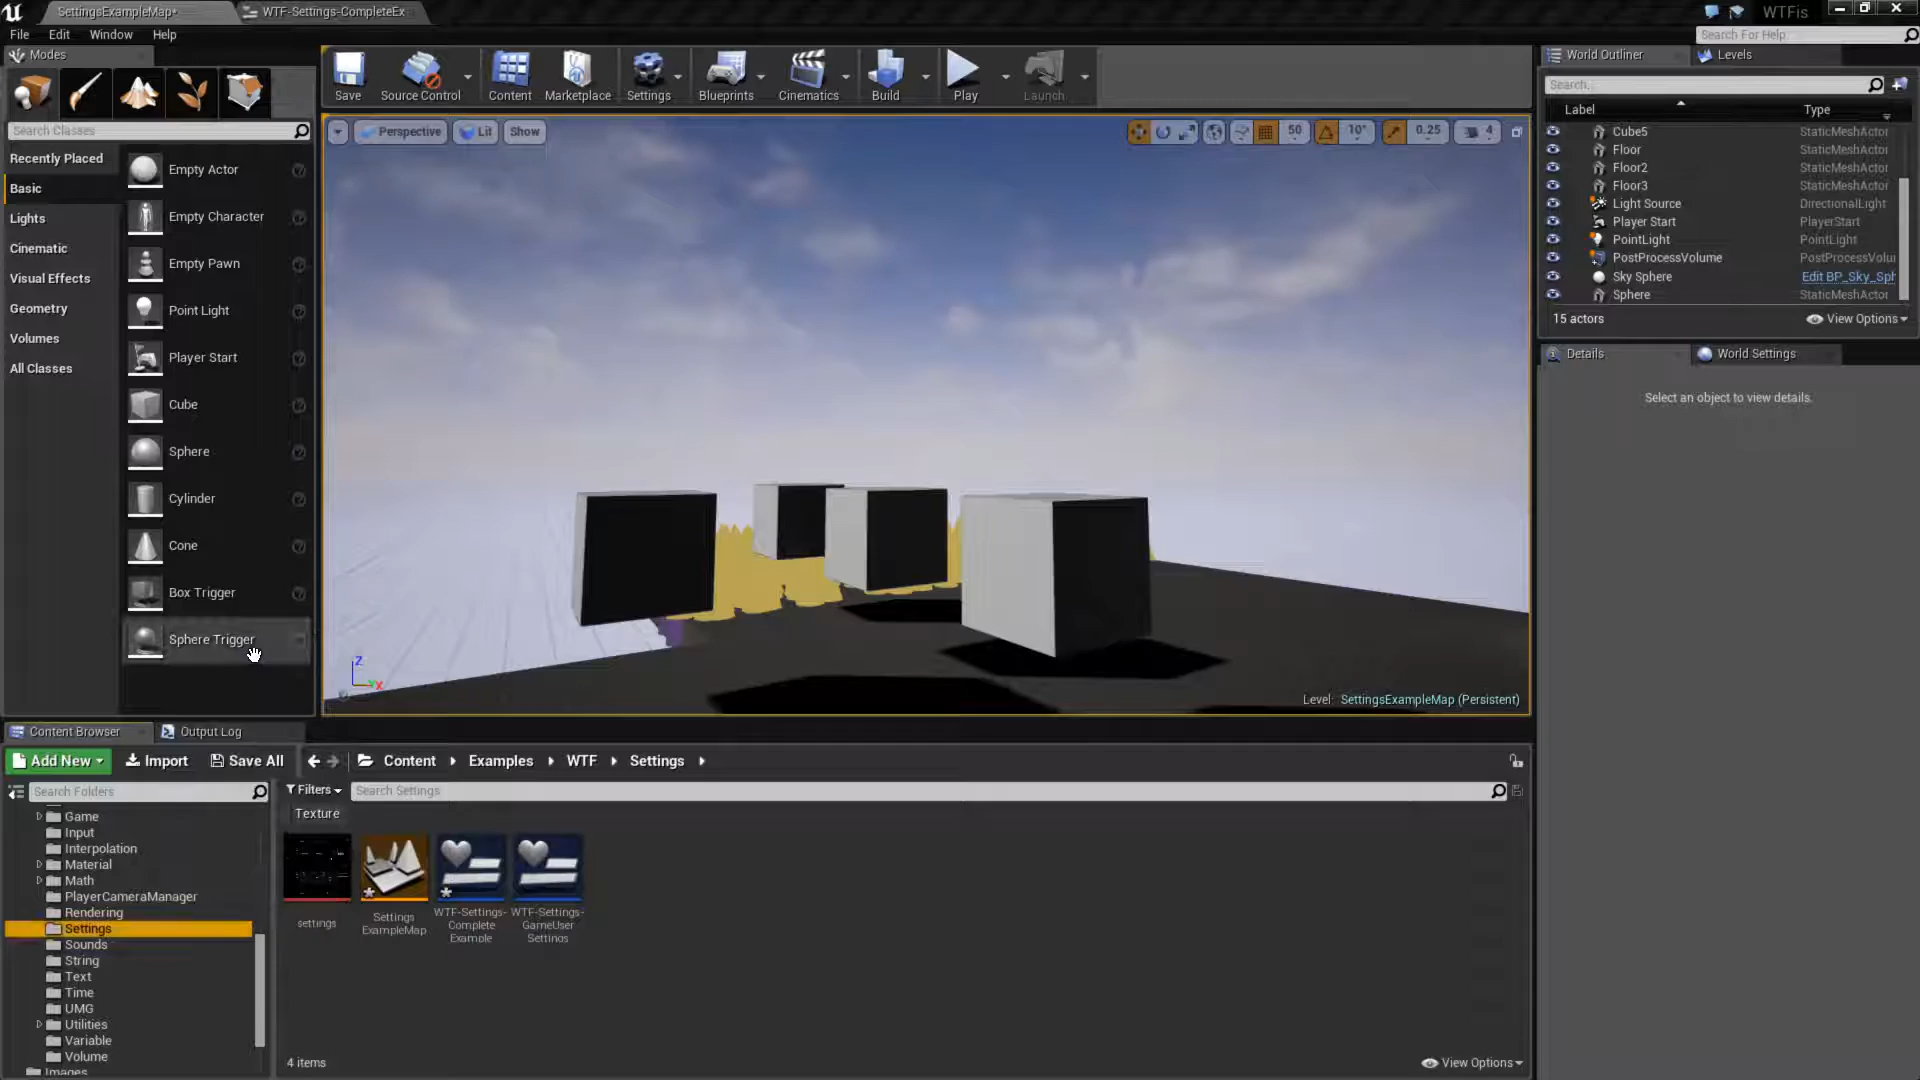 SettingsExampleMap*
WTF-Settings-CompleteEx
WTFis
File Edit Window Help
Search For Help
Modes
Save
Source Control
Content
Marketplace
Settings
Blueprints
Cinematics
Build
Play
Launch
World Outliner
Levels
Search...
Label Type
Search Classes
Perspective
Lit
Show
50
10°
0.25
4
Recently Placed
Basic
Lights
Cinematic
Visual Effects
Geometry
Volumes
All Classes
Empty Actor
Empty Character
Empty Pawn
Point Light
Player Start
Cube
Sphere
Cylinder
Cone
Box Trigger
Sphere Trigger
Cube5 StaticMeshActor
Floor StaticMeshActor
Floor2 StaticMeshActor
Floor3 StaticMeshActor
Light Source DirectionalLight
Player Start PlayerStart
PointLight PointLight
PostProcessVolume PostProcessVolu
Sky Sphere Edit BP_Sky_Sph
Sphere StaticMeshActor
15 actors
View Options
Details
World Settings
Select an object to view details.
Z
X
Level: SettingsExampleMap (Persistent)
Content Browser
Output Log
Add New
Import
Save All
Content
Examples
WTF
Settings
Search Folders
Filters
Search Settings
Texture
Game
Input
Interpolation
Material
Math
PlayerCameraManager
Rendering
Settings
Sounds
String
Text
Time
UMG
Utilities
Variable
Volume
Images
settings
Settings
ExampleMap
WTF-Settings-
Complete
Example
WTF-Settings-
GameUser
Settings
4 items
View Options